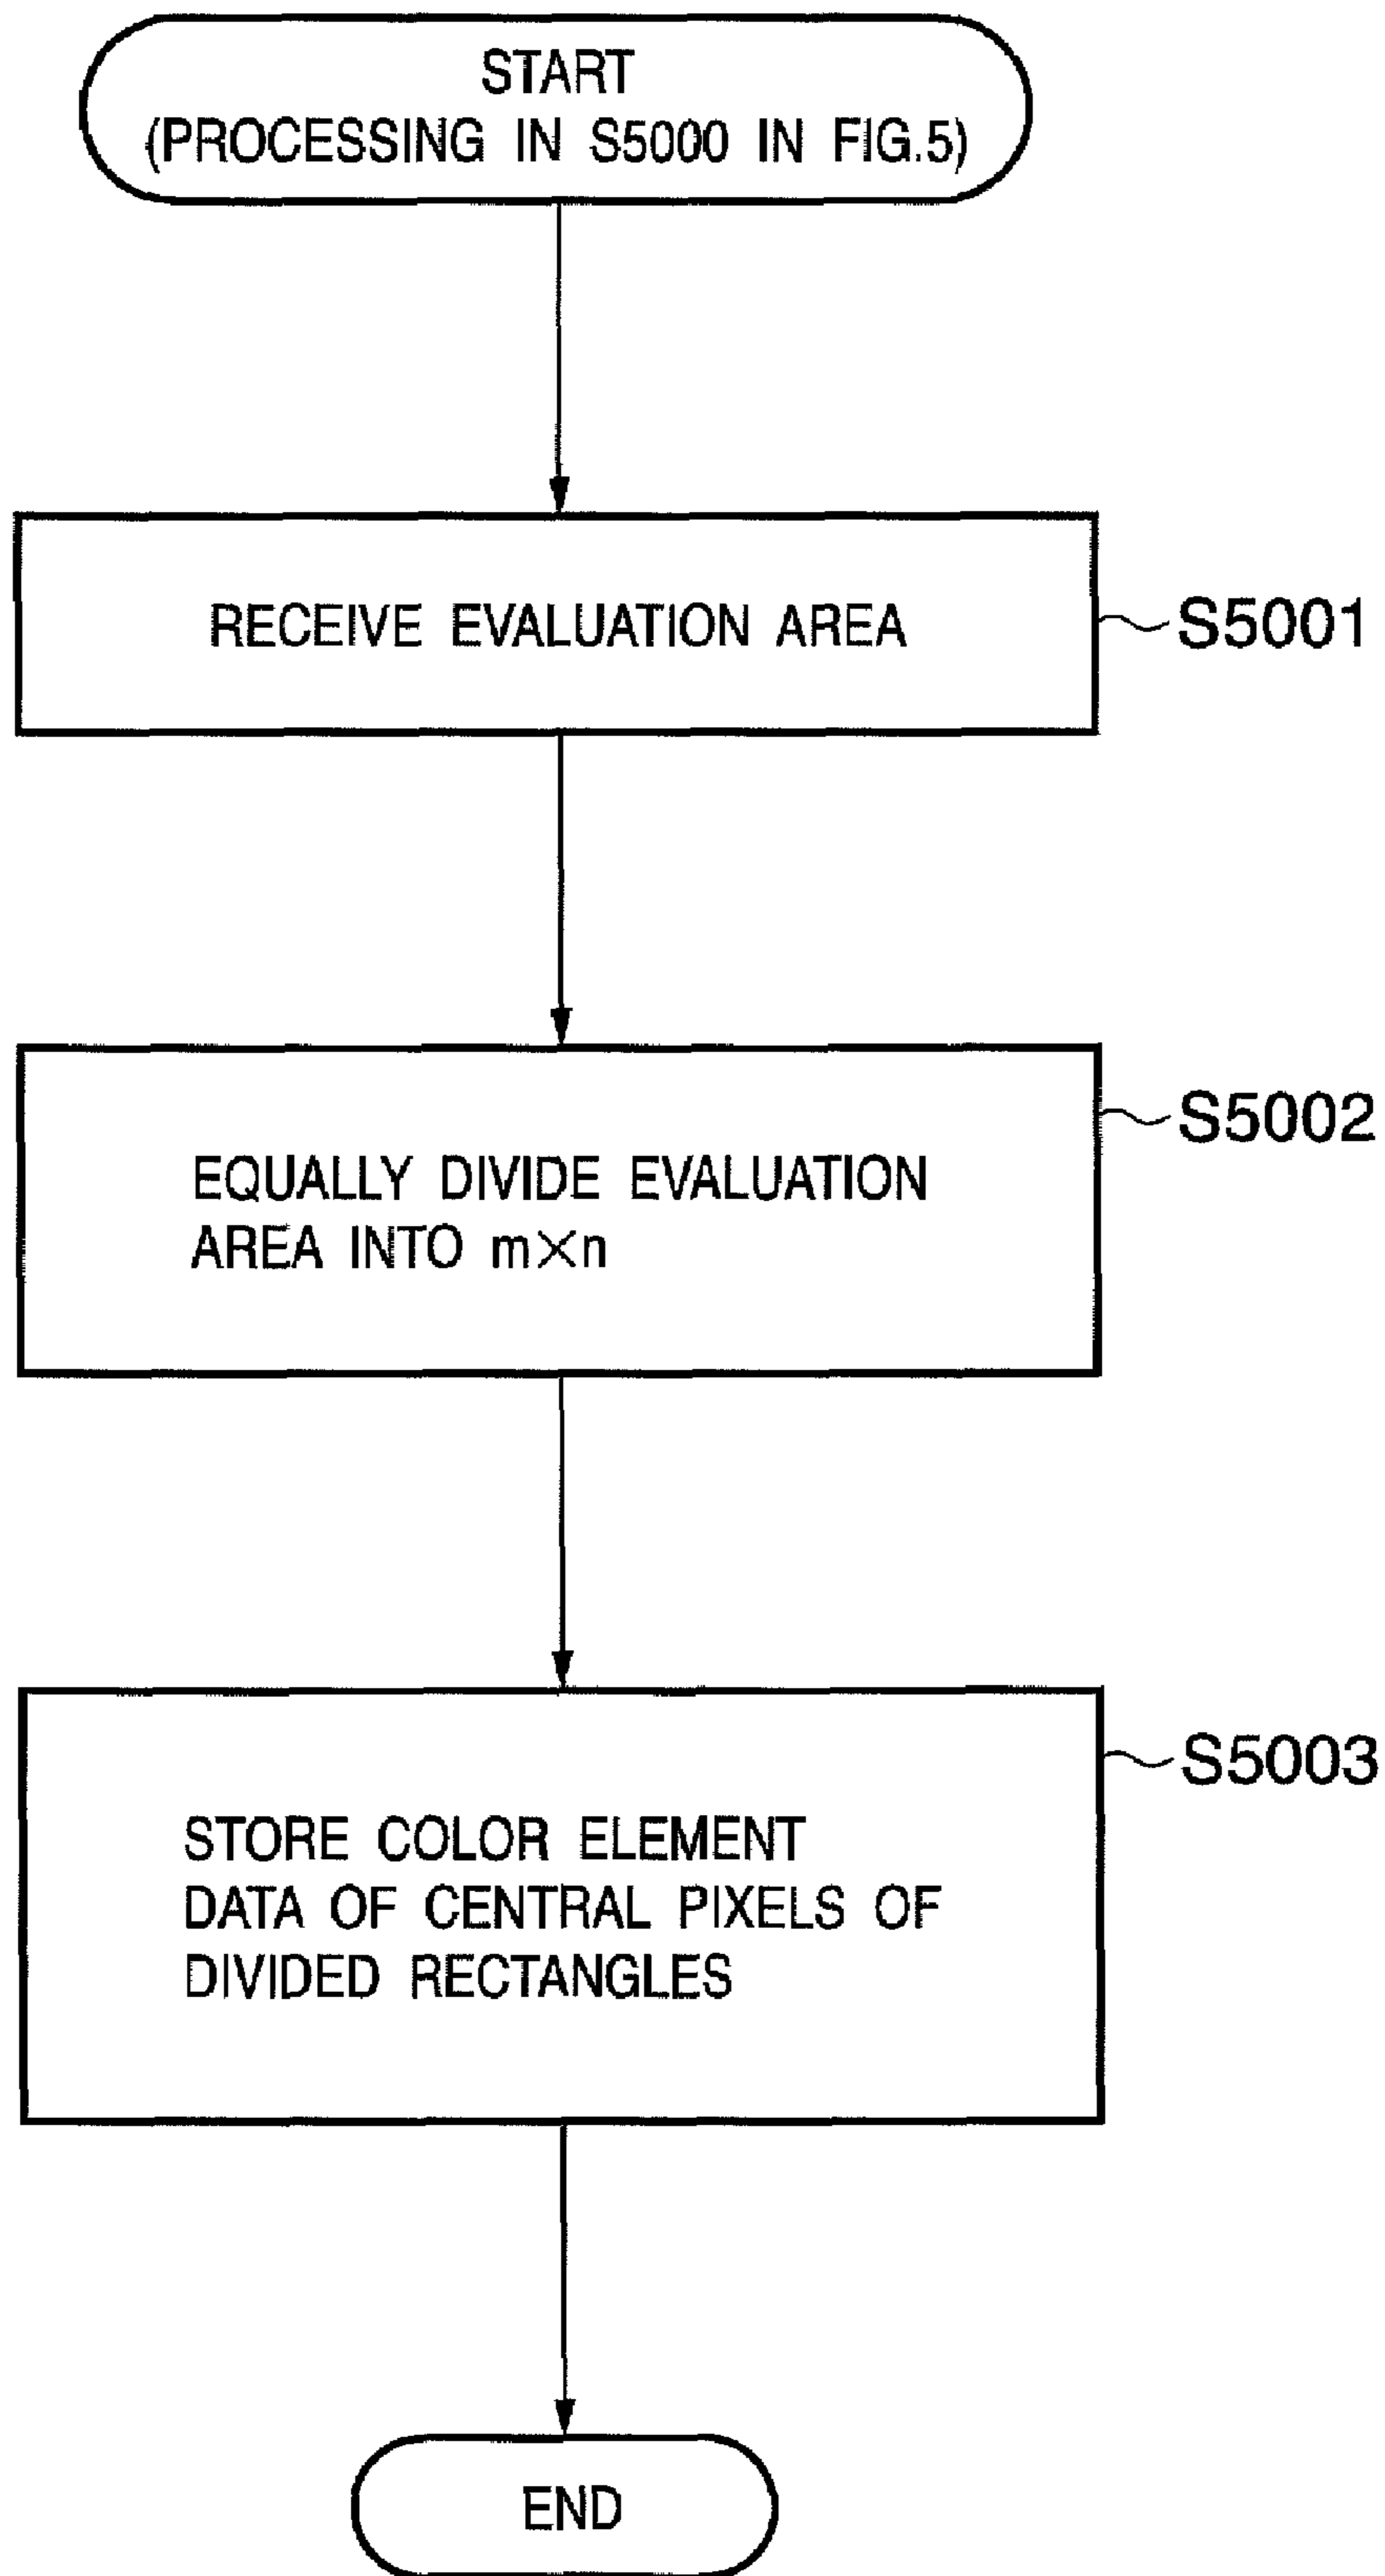 START
(PROCESSING IN S5000 IN FIG.5)
RECEIVE EVALUATION AREA
S5001
S5002
EQUALLY DIVIDE EVALUATION
AREA INTO m×n
S5003
STORE COLOR ELEMENT
DATA OF CENTRAL PIXELS OF
DIVIDED RECTANGLES
END